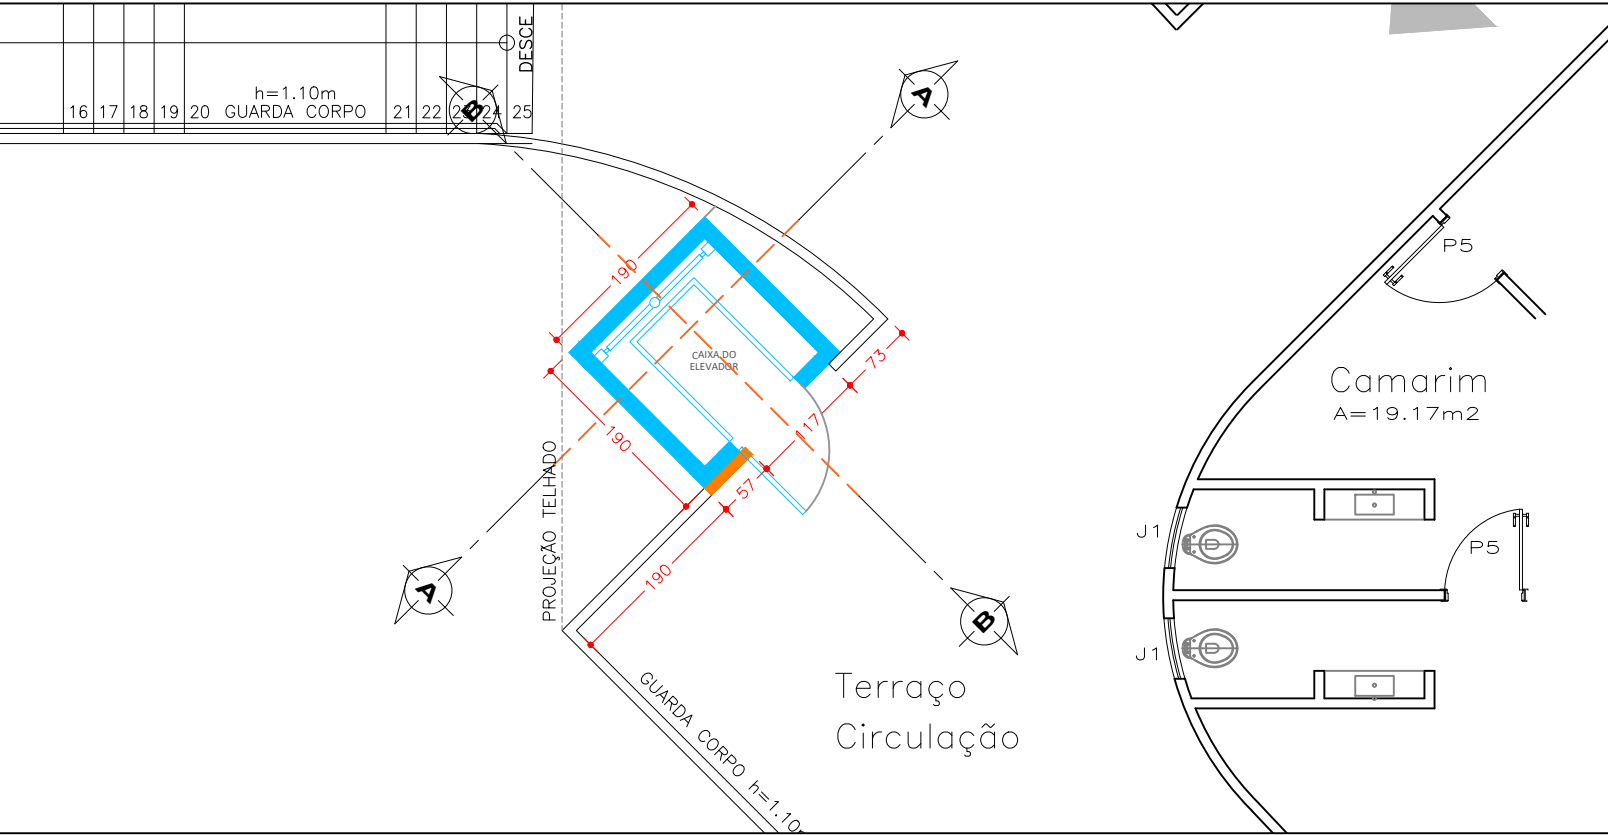 DESCE
h=1.10m
16 17 18 19 20 GUARDA CORPO 21 22 23 24 25
B
A
190
CAIXA DO
ELEVADOR
73
117
190
57
190
PROJEÇÃO TELHADO
A
B
GUARDA CORPO h=1.10m
Terraço
Circulação
P5
Camarim
A=19.17m2
J1
P5
J1